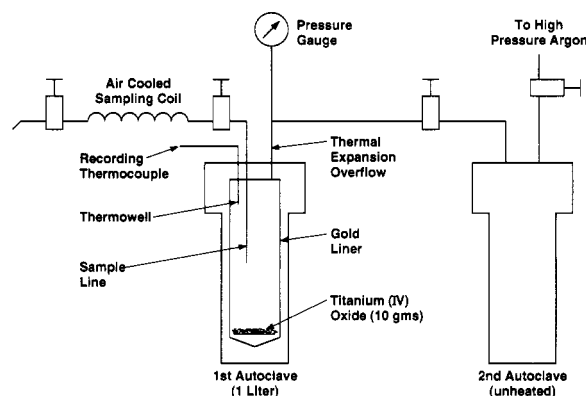 Pressure
Gauge
To High
Pressure Argon
Air Cooled
Sampling Coil
Recording
Thermocouple
Thermal
Expansion
Overflow
Thermowell
Gold
Liner
Sample
Line
Titanium (IV)
Oxide (10 gms)
1st Autoclave
(1 Liter)
2nd Autoclave
(unheated)